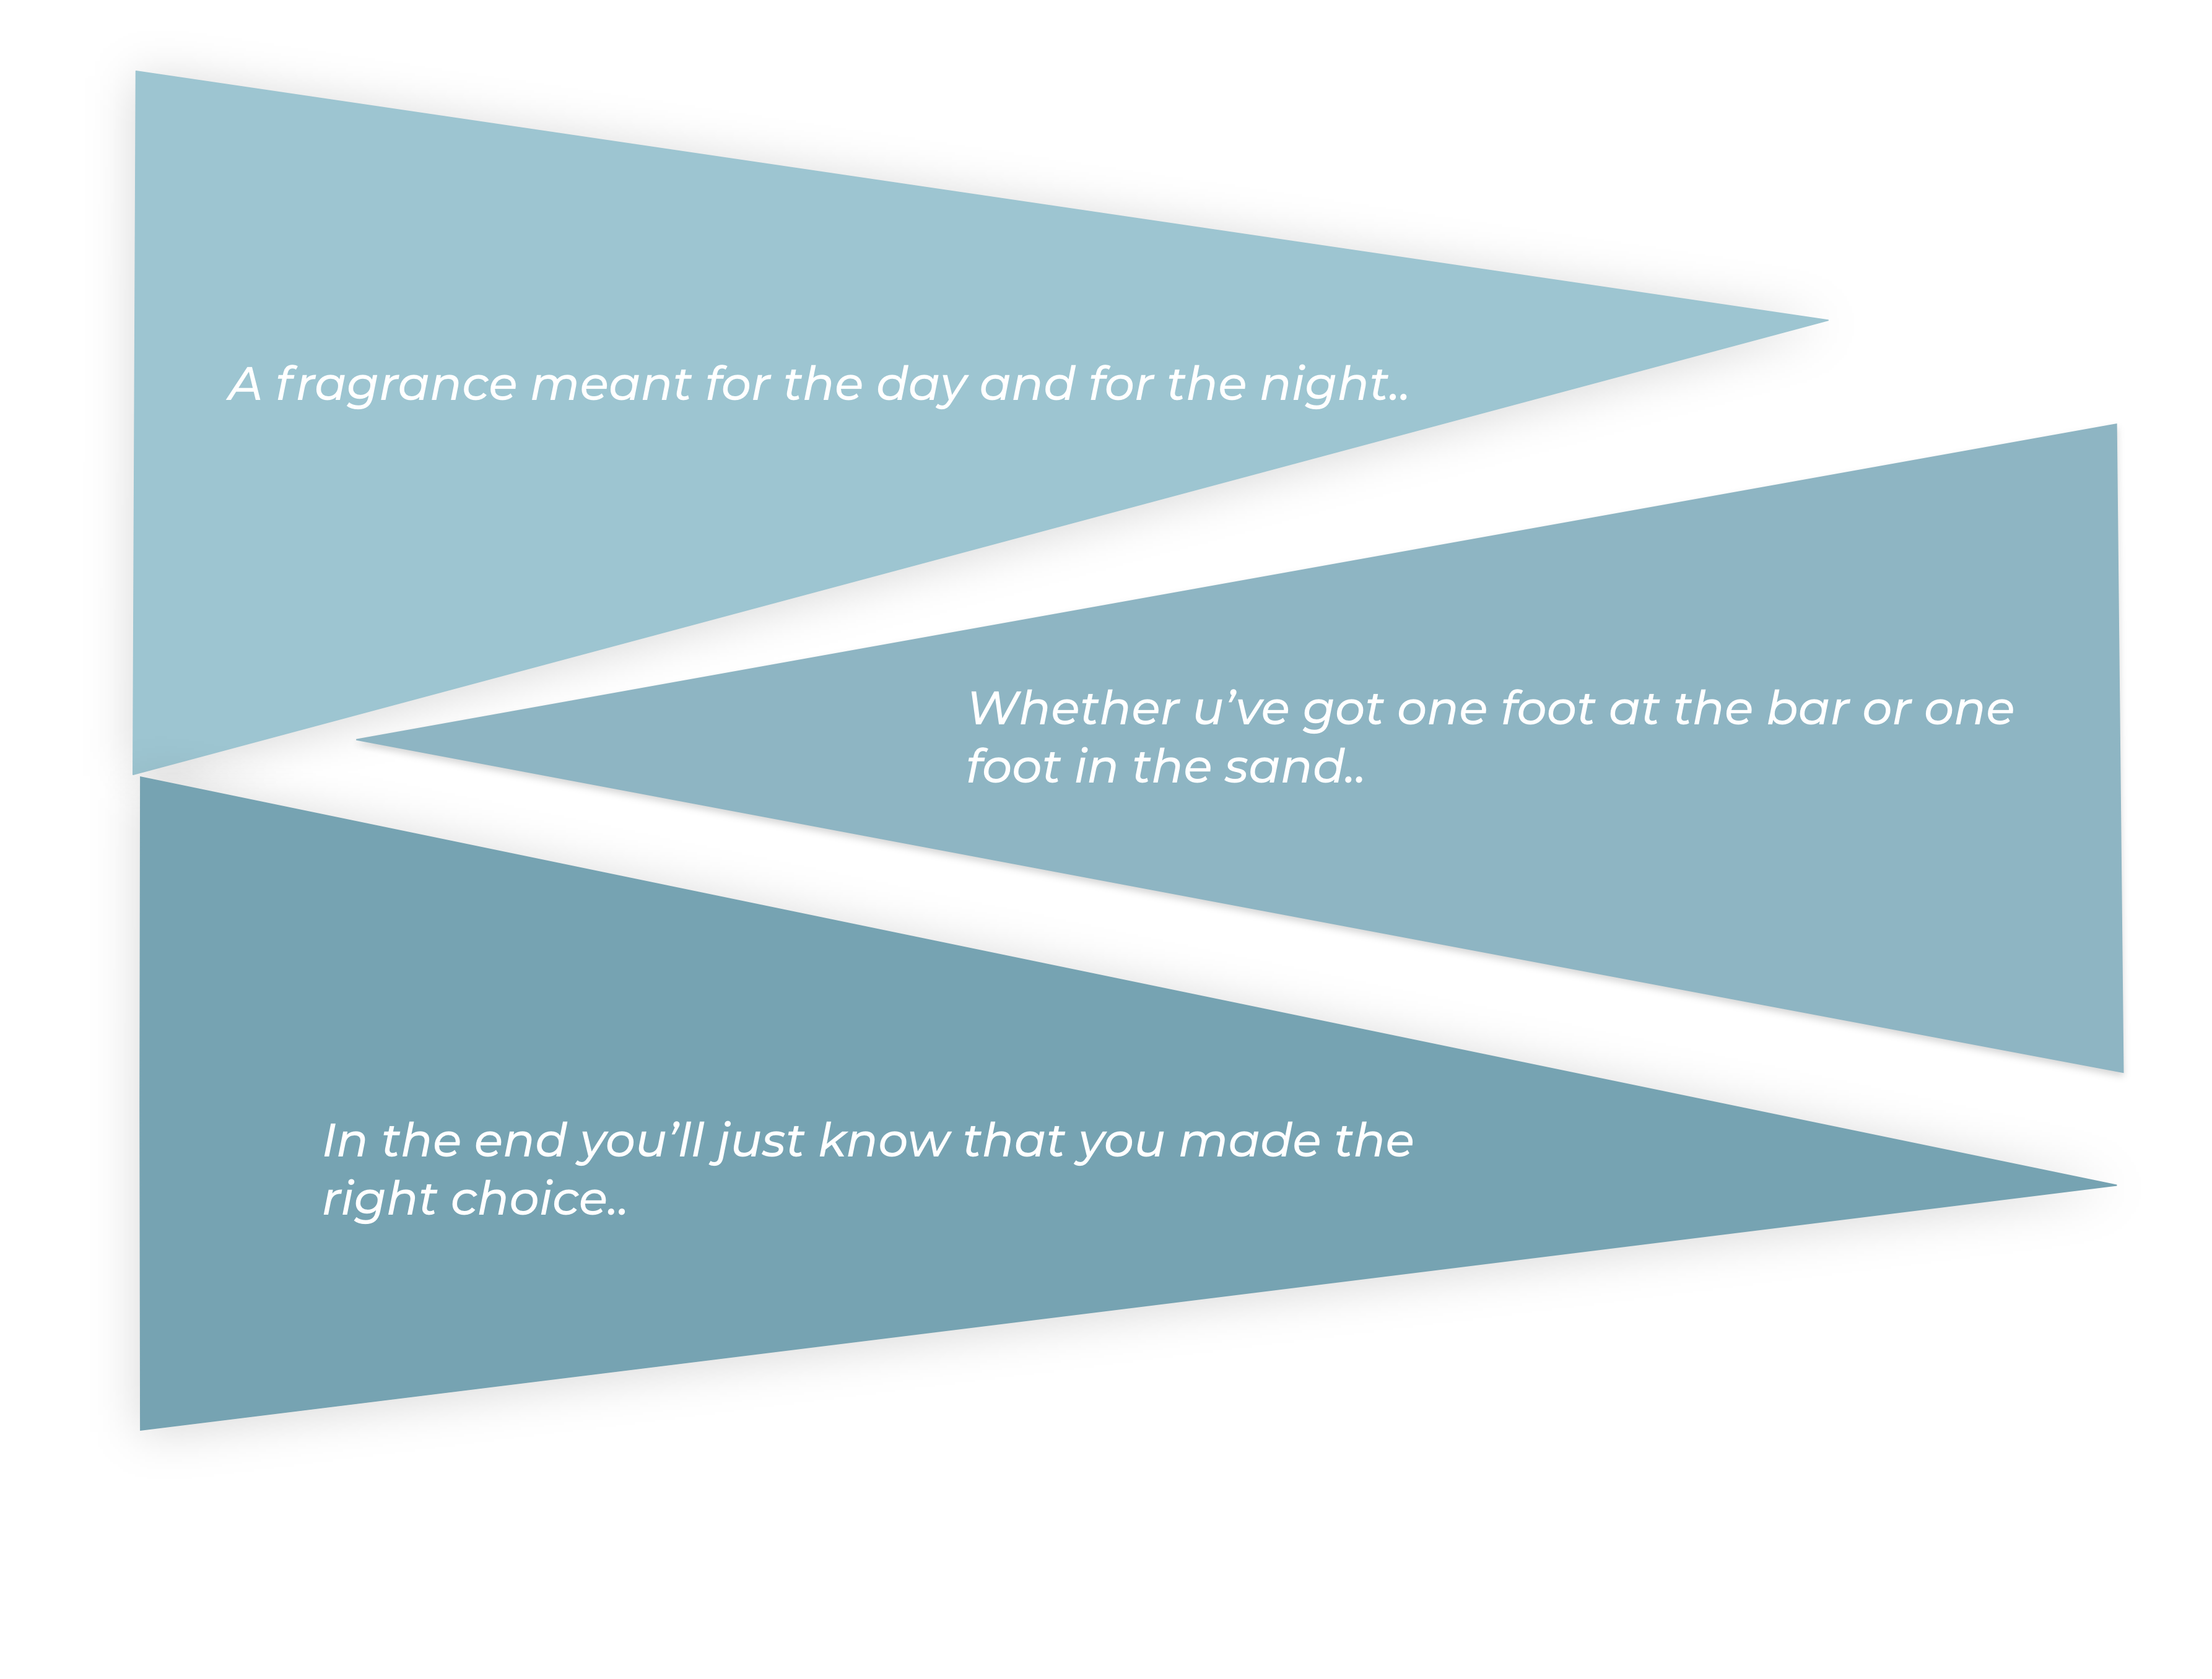 A fragrance meant for the day and for the night..
Whether u’ve got one foot at the bar or one
foot in the sand..
In the end you’ll just know that you made the
right choice..